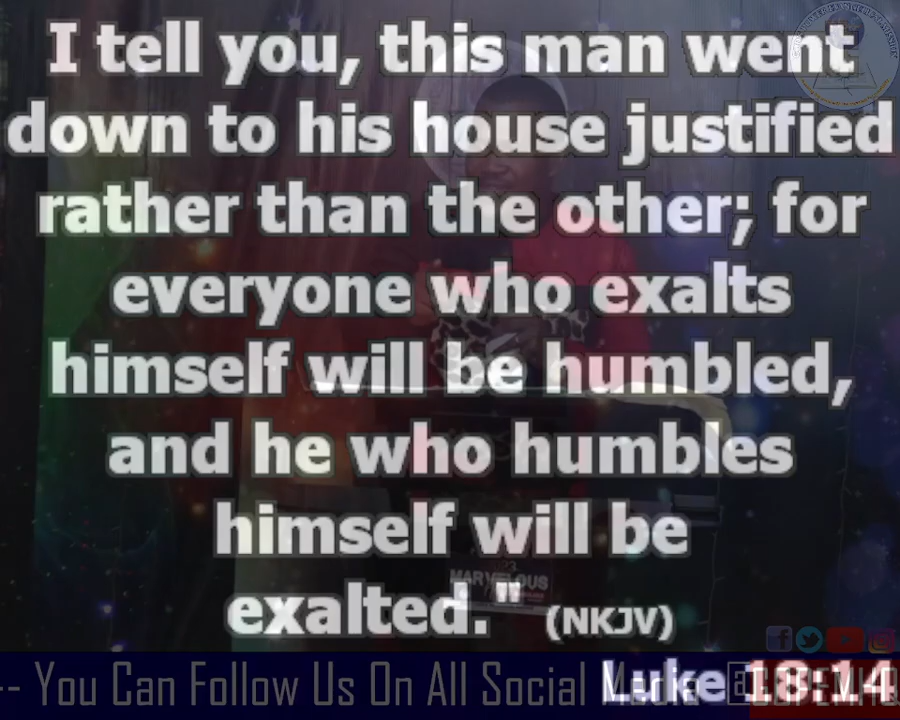 I tell you, this man went
down to his house justified
rather than the other; for
everyone who exalts
himself will be humbled,
and he who humbles
himself will be
exalted." (NKJV)
MARVELOUS
Luke 18:14
-- You Can Follow Us On All Social